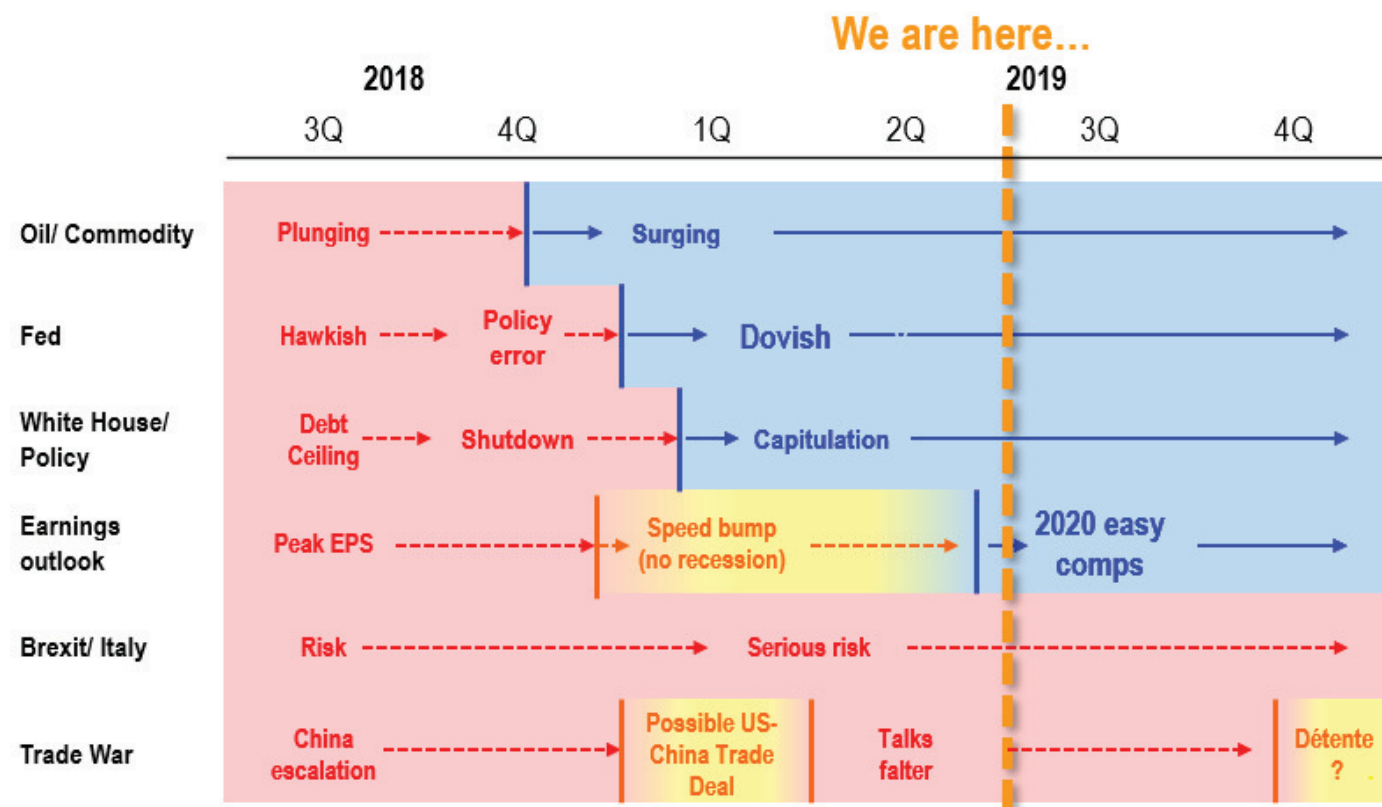 We are here...
2018
2019
3Q
4Q
1Q
2Q
3Q
4Q
Oil/ Commodity
Plunging
Surging
Fed
Hawkish
Policy
error
Dovish
White House/
Policy
Debt
Ceiling
Shutdown
Capitulation
Earnings
outlook
Peak EPS
Speed bump
(no recession)
2020 easy
comps
Brexit/ Italy
Risk
Serious risk
Trade War
China
escalation
Possible US-
China Trade
Deal
Talks
falter
Détente
?